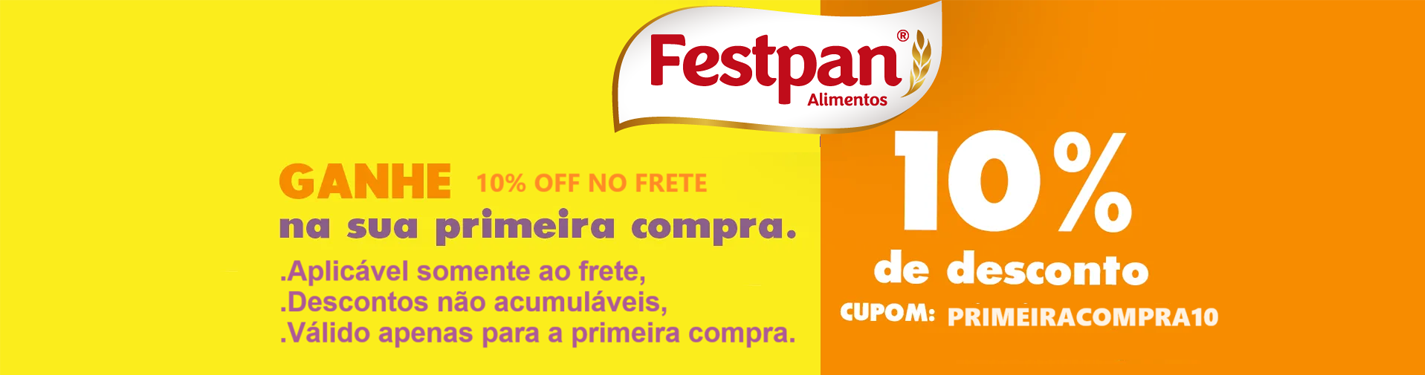 Festpan®
Alimentos
GANHE 10% OFF NO FRETE
na sua primeira compra.
.Aplicável somente ao frete,
.Descontos não acumuláveis,
.Válido apenas para a primeira compra.
10%
de desconto
CUPOM: PRIMEIRACOMPRA10